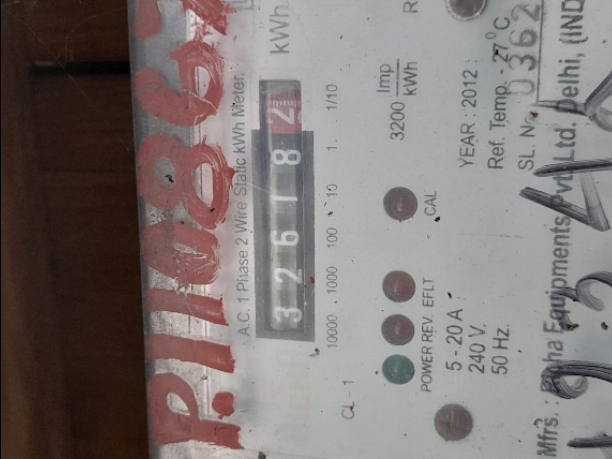 P.11086
kWh
A.C. 1 Phase 2 Wire Static kWh Meter.
3 2 6 1 8 2
10000 . 1000 100 10 1. 1/10
CL - 1
3200 Imp/kWh
CAL
POWER REV. EFLT
5 - 20 A
240 V.
50 Hz.
YEAR : 2012 :
Ref. Temp. - 27°C
SL. No. 0362
Equipments Pvt. Ltd. Delhi, (IND
Mfrs. :